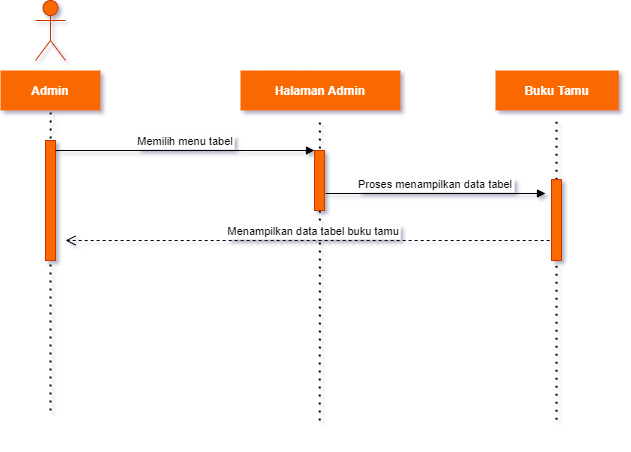 Admin
Halaman Admin
Buku Tamu
Memilih menu tabel
Proses menampilkan data tabel
Menampilkan data tabel buku tamu